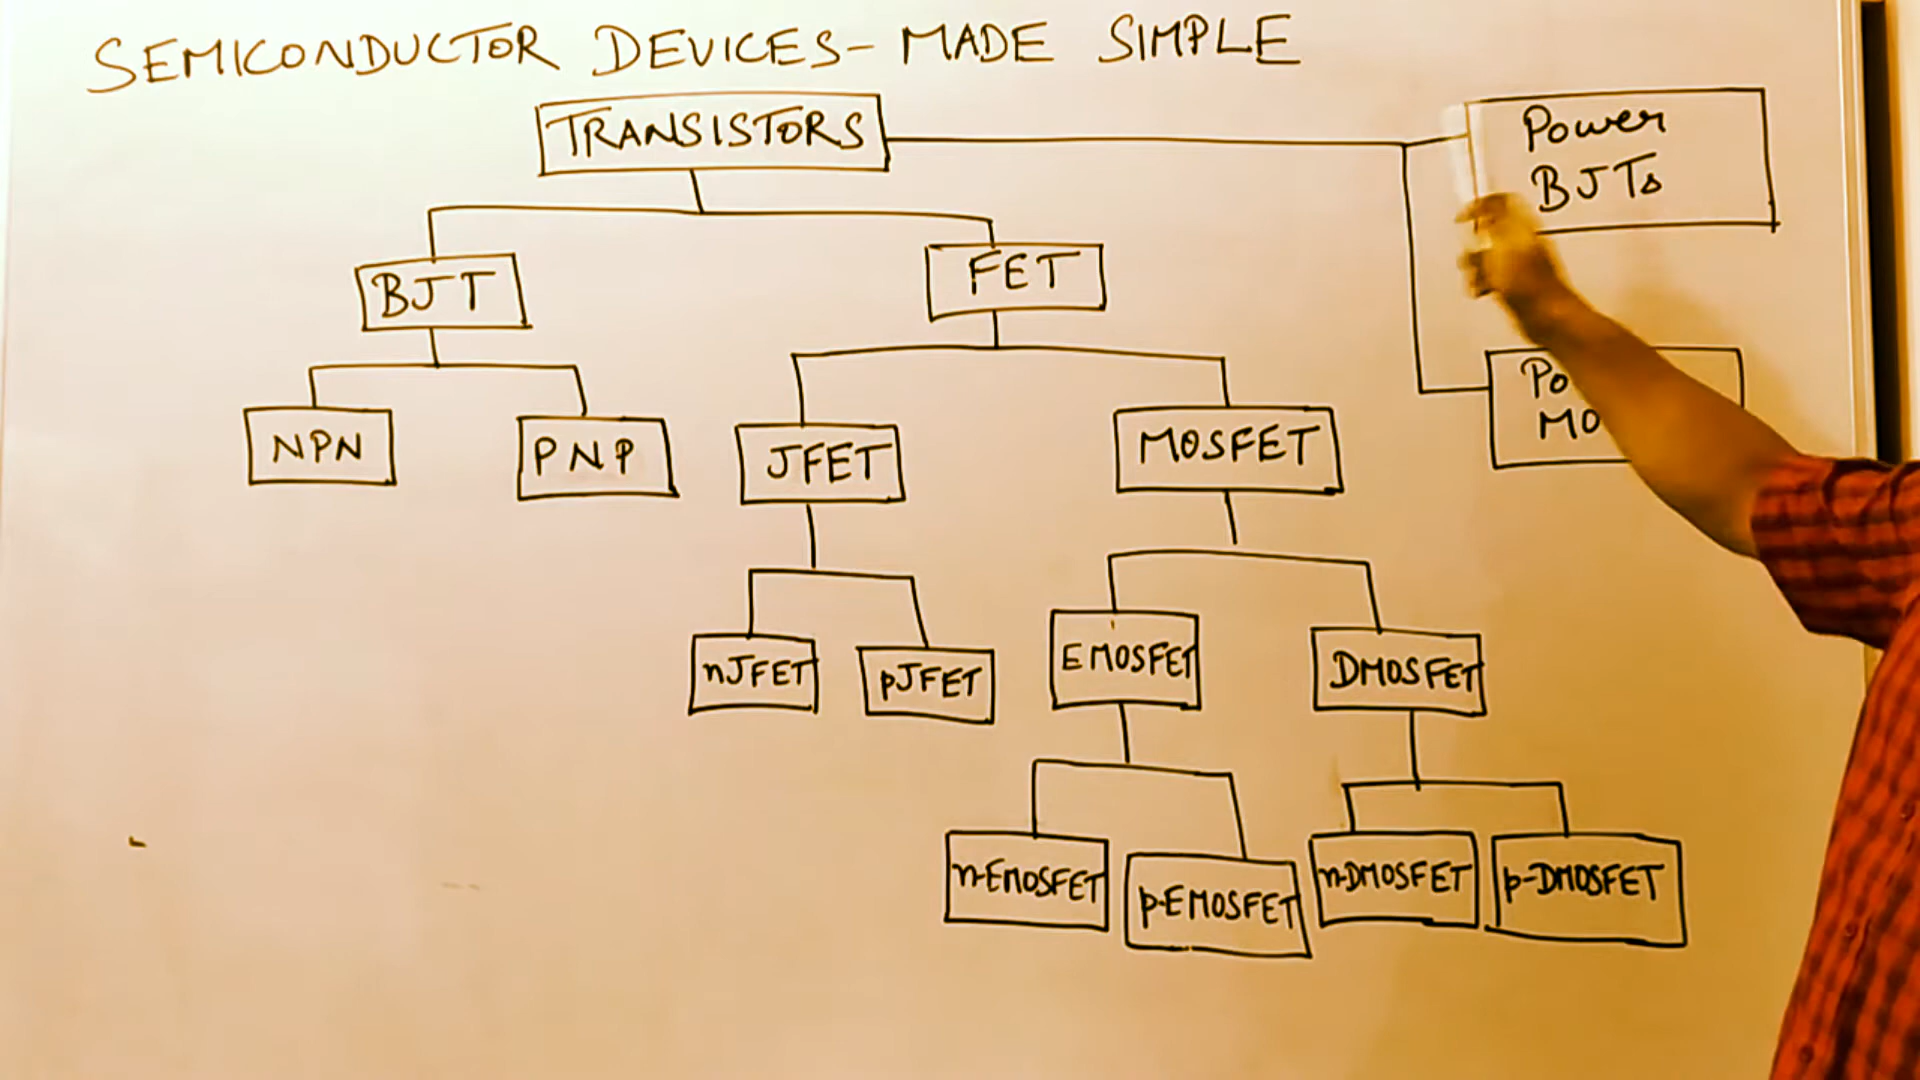 SEMICONDUCTOR DEVICES - MADE SIMPLE
TRANSISTORS
Power
BJTs
BJT
FET
NPN
PNP
JFET
MOSFET
nJFET
pJFET
EMOSFET
DMOSFET
n-EMOSFET
p-EMOSFET
n-DMOSFET
p-DMOSFET